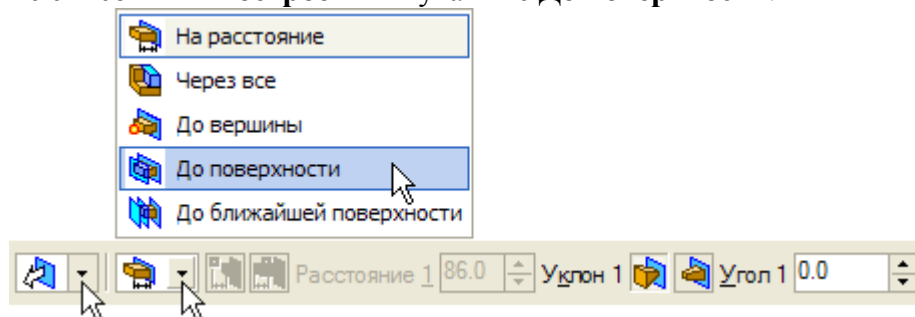 На расстояние
Через все
До вершины
До поверхности
До ближайшей поверхности
Расстояние 1 86.0 Уклон 1 Угол 1 0.0